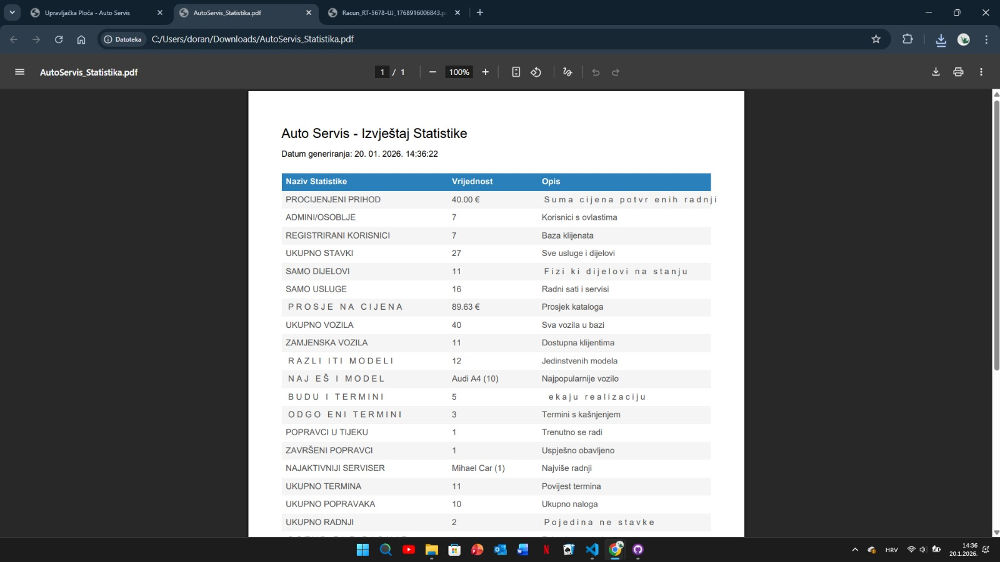 Upravljačka Ploča - Auto Servis
AutoServis_Statistika.pdf
Racun_RT-5678-UJ_1768916006843.p
Datoteka
C:/Users/doran/Downloads/AutoServis_Statistika.pdf
AutoServis_Statistika.pdf
1 / 1
100%
Auto Servis - Izvještaj Statistike
Datum generiranja: 20. 01. 2026. 14:36:22
Naziv Statistike Vrijednost Opis
PROCIJENJENI PRIHOD 40.00 € Suma cijena potvr enih radnji
ADMINI/OSOBLJE 7 Korisnici s ovlastima
REGISTRIRANI KORISNICI 7 Baza klijenata
UKUPNO STAVKI 27 Sve usluge i dijelovi
SAMO DIJELOVI 11 Fizi ki dijelovi na stanju
SAMO USLUGE 16 Radni sati i servisi
PROSJE NA CIJENA 89.63 € Prosjek kataloga
UKUPNO VOZILA 40 Sva vozila u bazi
ZAMJENSKA VOZILA 11 Dostupna klijentima
RAZLI ITI MODELI 12 Jedinstvenih modela
NAJ EŠ I MODEL Audi A4 (10) Najpopularnije vozilo
BUDU I TERMINI 5 ekaju realizaciju
ODGO ENI TERMINI 3 Termini s kašnjenjem
POPRAVCI U TIJEKU 1 Trenutno se radi
ZAVRŠENI POPRAVCI 1 Uspješno obavljeno
NAJAKTIVNIJI SERVISER Mihael Car (1) Najviše radnji
UKUPNO TERMINA 11 Povijest termina
UKUPNO POPRAVAKA 10 Ukupno naloga
UKUPNO RADNJI 2 Pojedina ne stavke
HRV
14:36
20.1.2026.